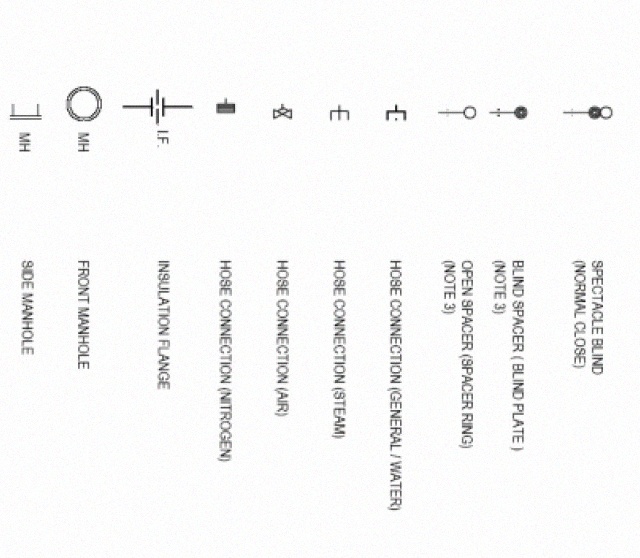 SPECTACLE BLIND
(NORMAL CLOSE)
BLIND SPACER ( BLIND PLATE )
(NOTE 3)
OPEN SPACER (SPACER RING)
(NOTE 3)
HOSE CONNECTION (GENERAL / WATER)
HOSE CONNECTION (STEAM)
HOSE CONNECTION (AIR)
HOSE CONNECTION (NITROGEN)
I.F.
INSULATION FLANGE
MH
FRONT MANHOLE
MH
SIDE MANHOLE